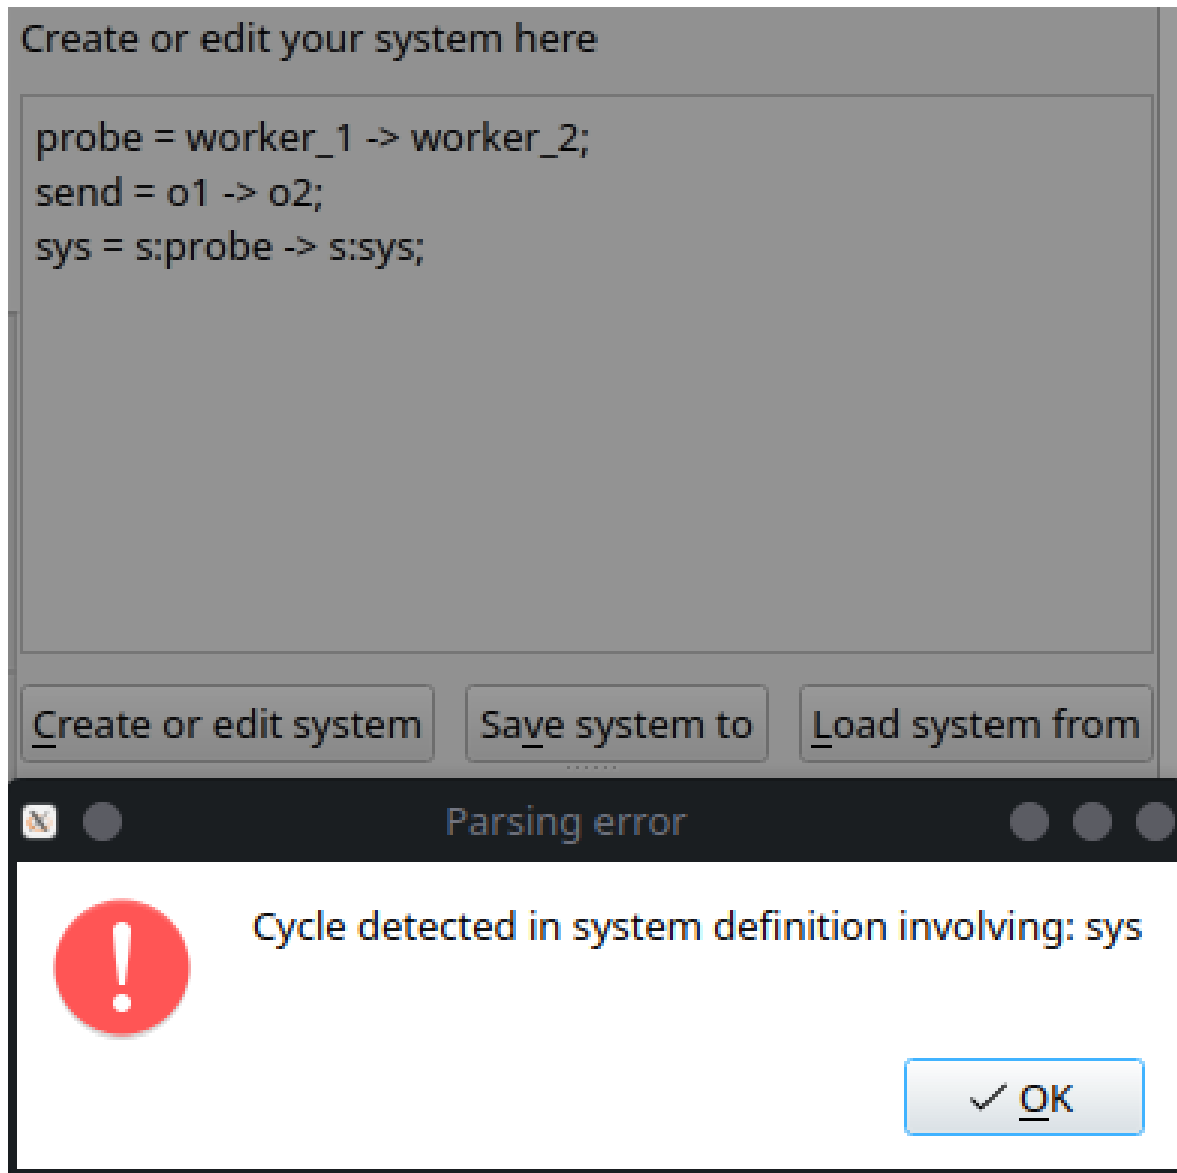 Create or edit your system here
probe = worker_1 -> worker_2;
send = o1 -> o2;
sys = s:probe -> s:sys;
Create or edit system Save system to Load system from
Parsing error
Cycle detected in system definition involving: sys
OK